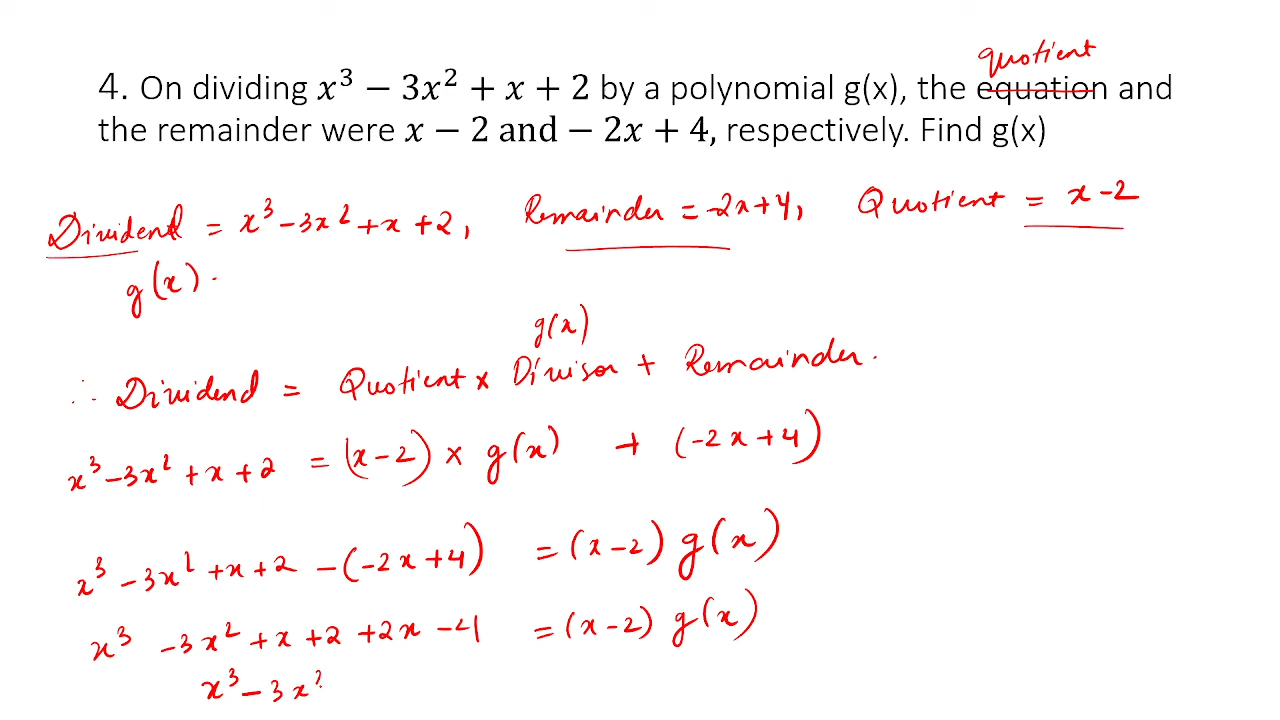 quotient
4. On dividing x³ − 3x² + x + 2 by a polynomial g(x), the equation and
the remainder were x − 2 and − 2x + 4, respectively. Find g(x)
Dividend = x³ − 3x² + x + 2, Remainder = −2x + 4, Quotient = x − 2
g(x) .
g(x)
∴ Dividend = Quotient × Divisor + Remainder.
x³ − 3x² + x + 2 = (x − 2) × g(x) + (−2x + 4)
x³ − 3x² + x + 2 − (−2x + 4) = (x − 2) g(x)
x³ − 3x² + x + 2 + 2x − 4 = (x − 2) g(x)
x³ − 3x²